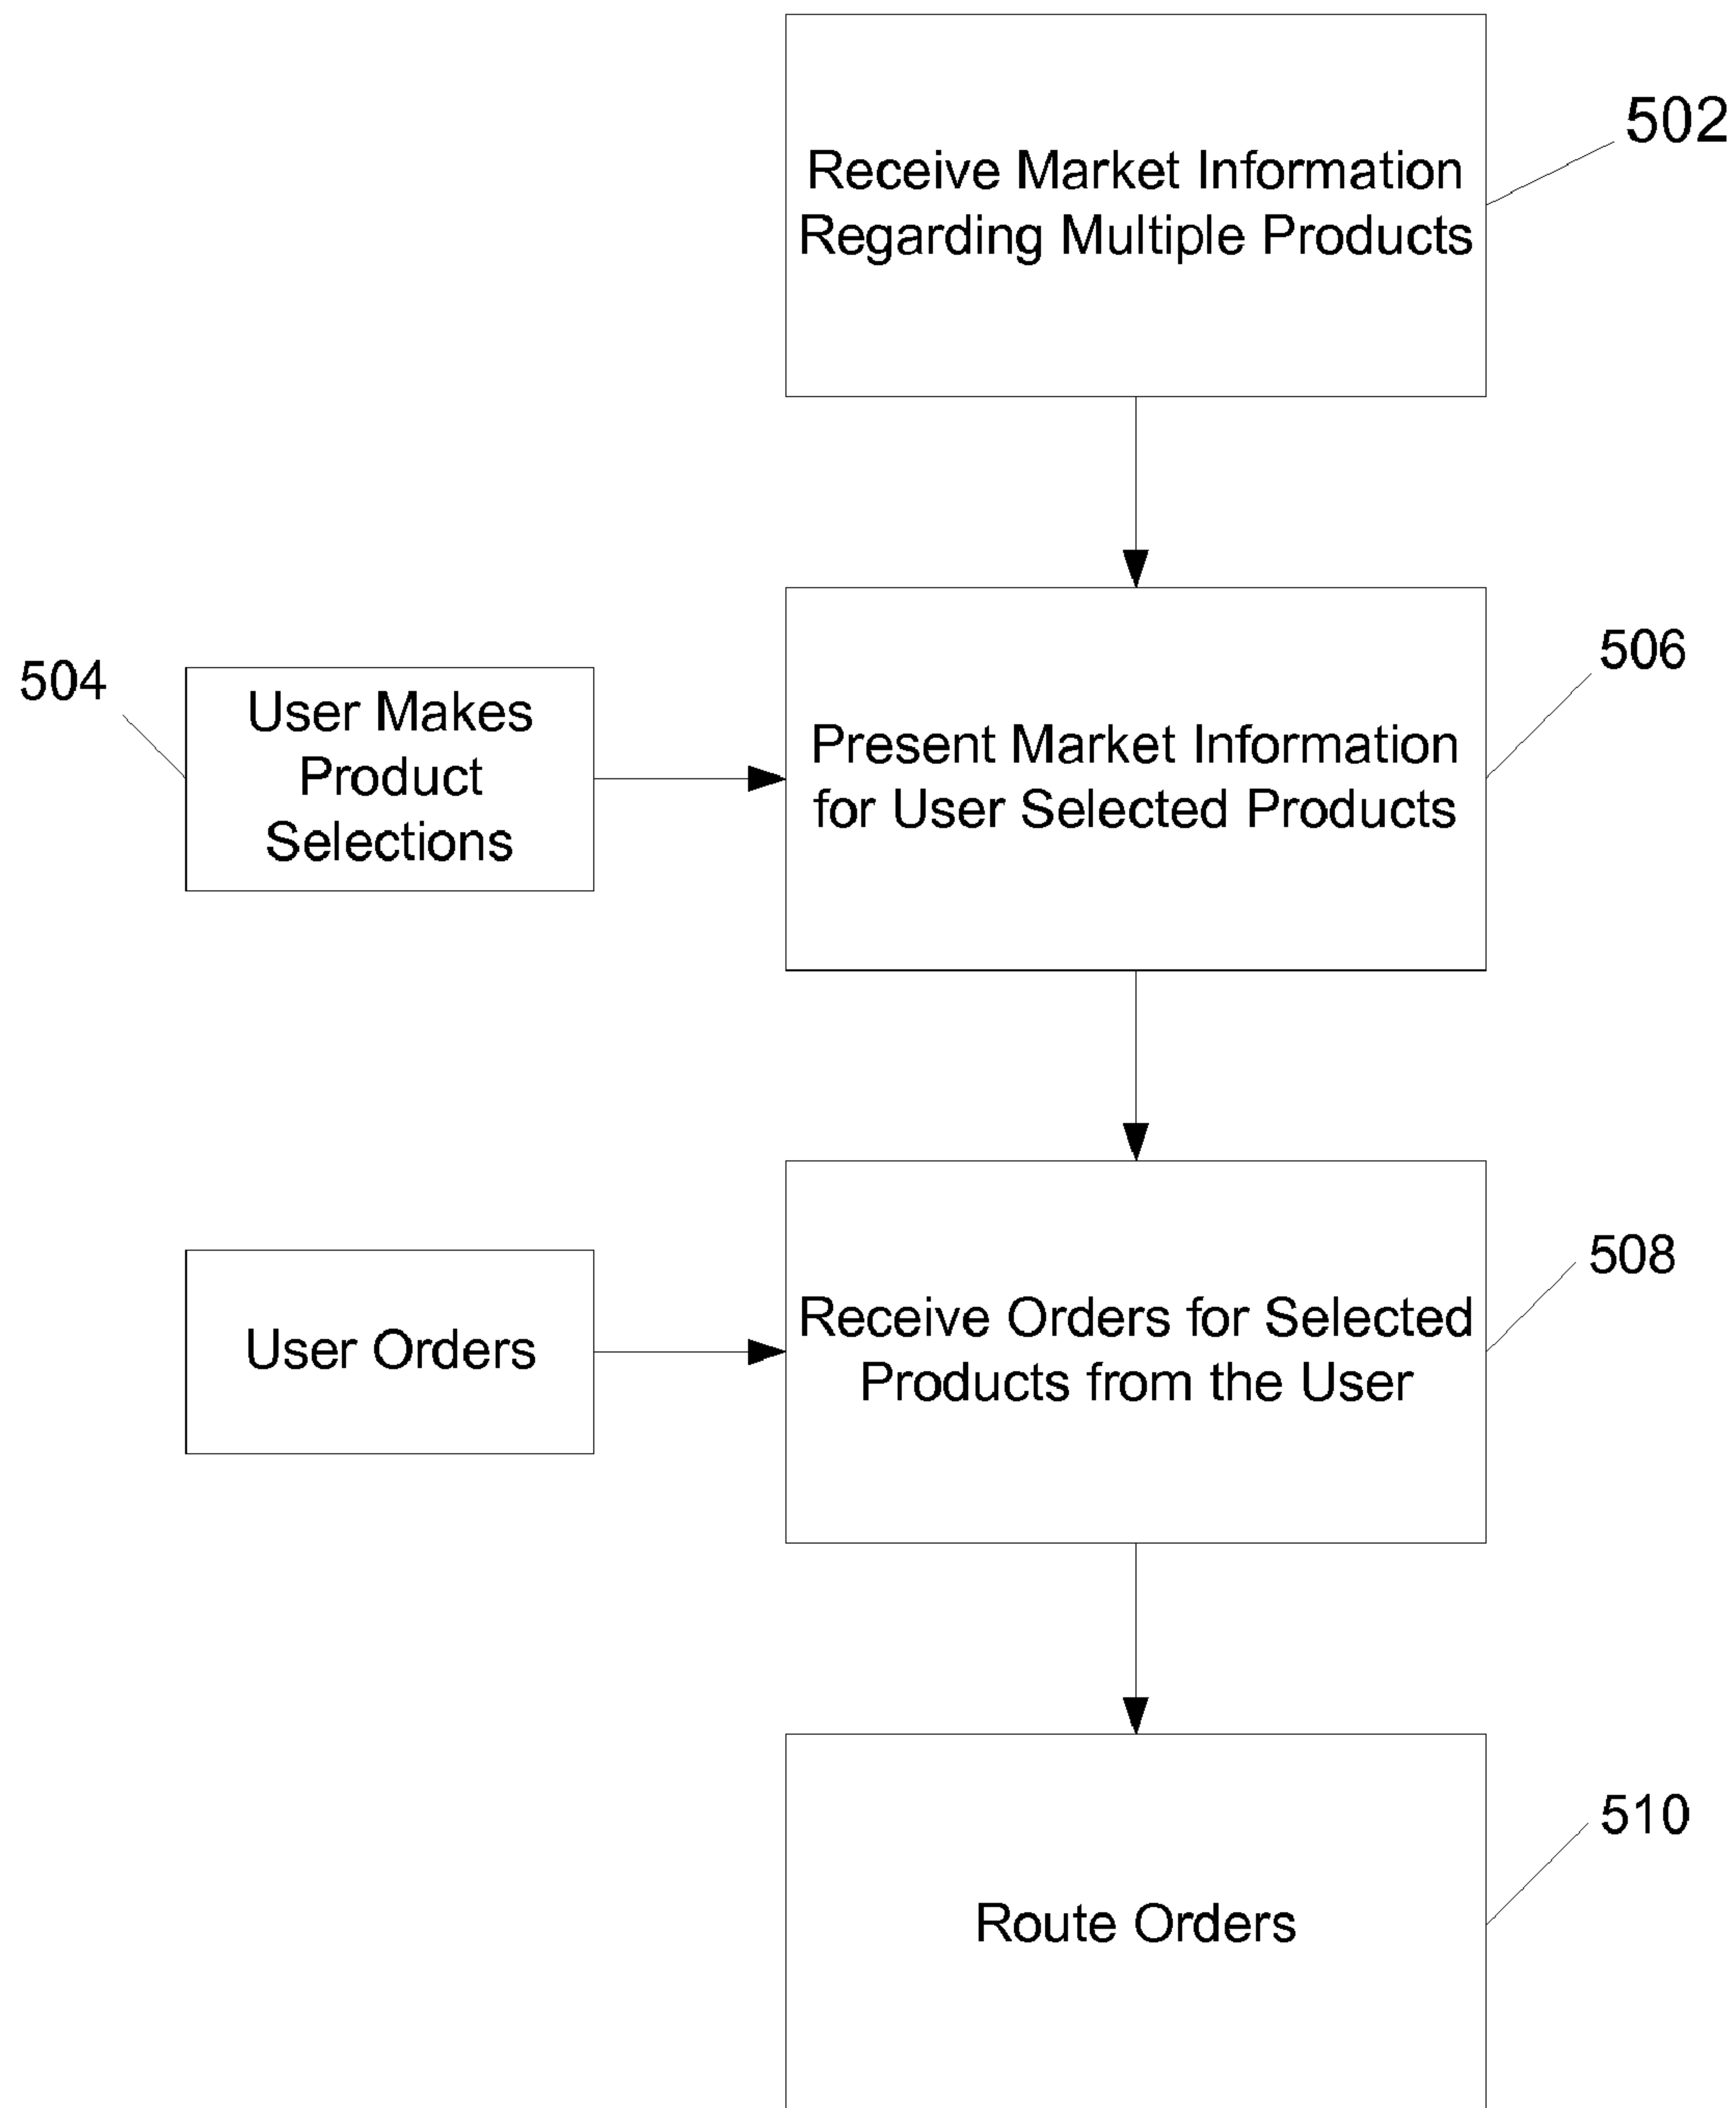 502
Receive Market Information
Regarding Multiple Products
504
User Makes
Product
Selections
506
Present Market Information
for User Selected Products
User Orders
508
Receive Orders for Selected
Products from the User
510
Route Orders